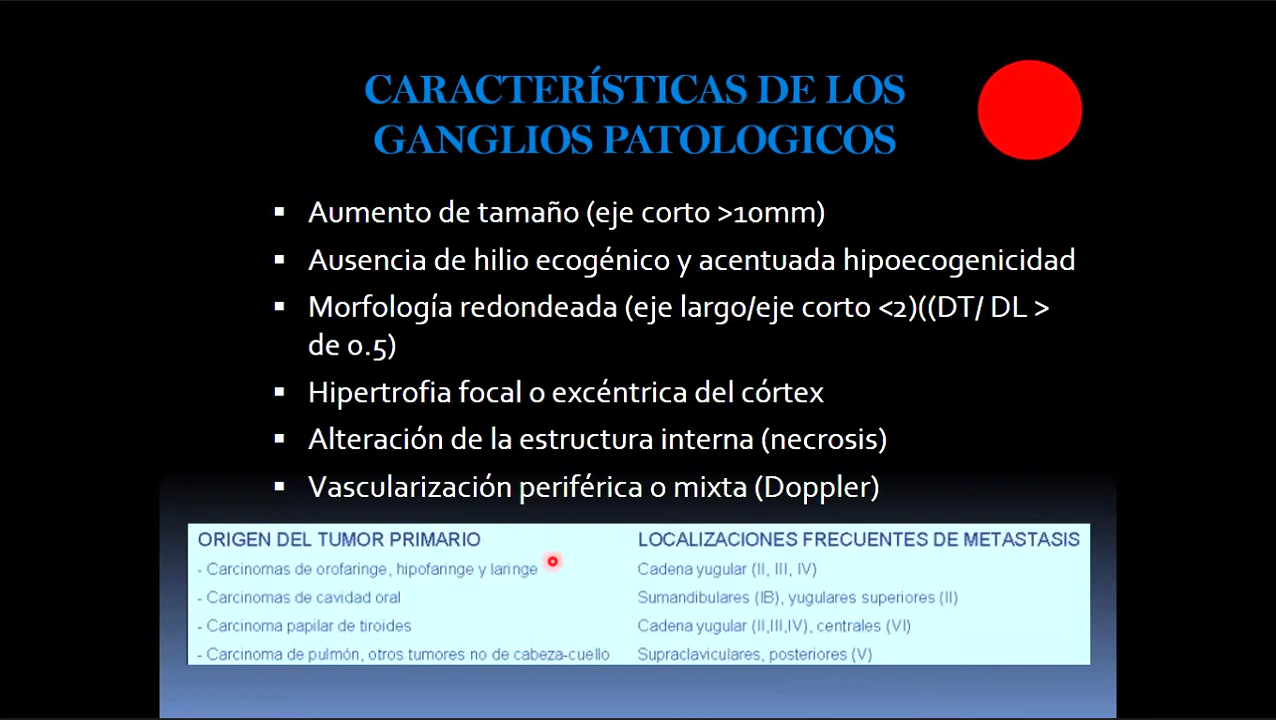 CARACTERÍSTICAS DE LOS
GANGLIOS PATOLOGICOS
▪ Aumento de tamaño (eje corto >10mm)
▪ Ausencia de hilio ecogénico y acentuada hipoecogenicidad
▪ Morfología redondeada (eje largo/eje corto <2)((DT/ DL >
de 0.5)
▪ Hipertrofia focal o excéntrica del córtex
▪ Alteración de la estructura interna (necrosis)
▪ Vascularización periférica o mixta (Doppler)
ORIGEN DEL TUMOR PRIMARIO LOCALIZACIONES FRECUENTES DE METASTASIS
- Carcinomas de orofaringe, hipofaringe y laringe Cadena yugular (II, III, IV)
- Carcinomas de cavidad oral Sumandibulares (IB), yugulares superiores (II)
- Carcinoma papilar de tiroides Cadena yugular (II,III,IV), centrales (VI)
- Carcinoma de pulmón, otros tumores no de cabeza-cuello Supraclaviculares, posteriores (V)